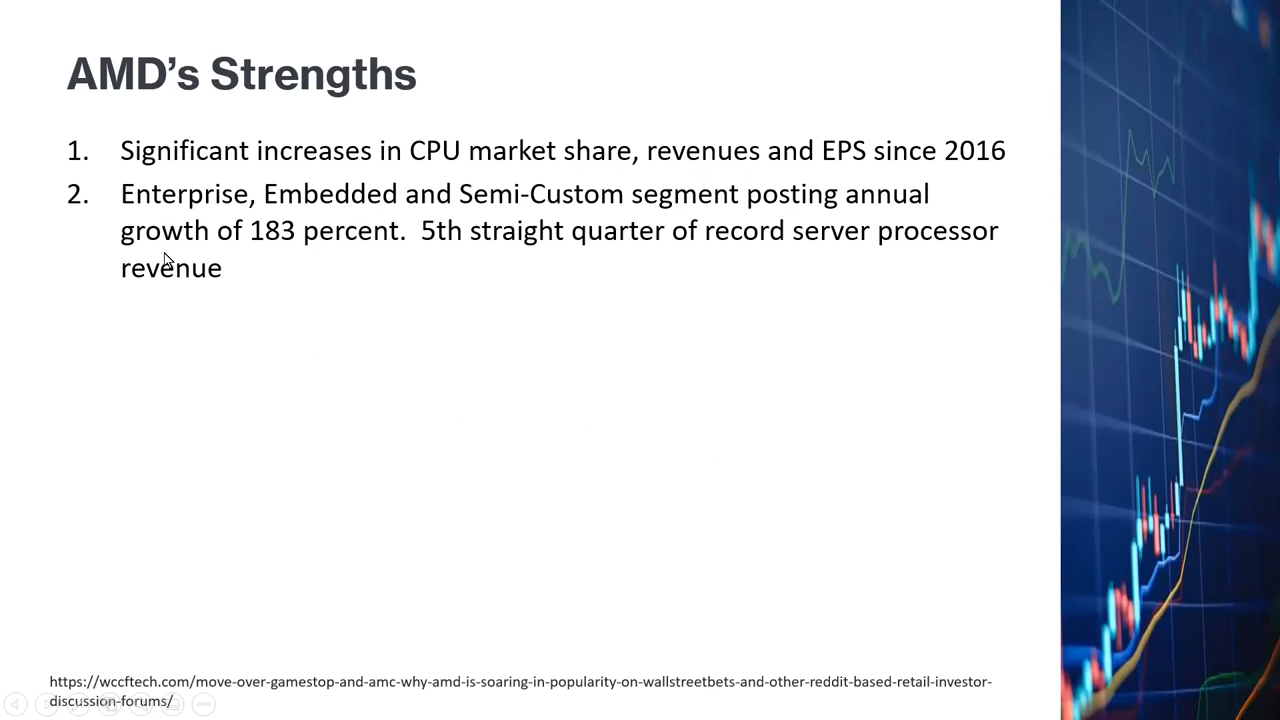 AMD’s Strengths
1. Significant increases in CPU market share, revenues and EPS since 2016
2. Enterprise, Embedded and Semi-Custom segment posting annual
growth of 183 percent.  5th straight quarter of record server processor
revenue
https://wccftech.com/move-over-gamestop-and-amc-why-amd-is-soaring-in-popularity-on-wallstreetbets-and-other-reddit-based-retail-investor-
discussion-forums/